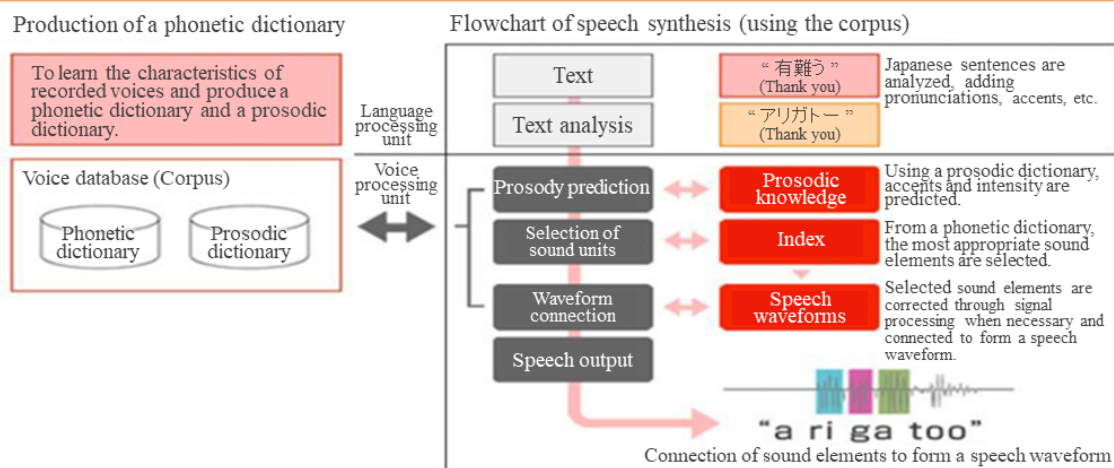 Production of a phonetic dictionary
To learn the characteristics of
recorded voices and produce a
phonetic dictionary and a prosodic
dictionary.
Voice database (Corpus)
Phonetic
dictionary
Prosodic
dictionary
Language
processing
unit
Voice
processing
unit
Flowchart of speech synthesis (using the corpus)
Text
“ 有難う ”
(Thank you)
Japanese sentences are
analyzed, adding
pronunciations, accents, etc.
Text analysis
“ アリガトー ”
(Thank you)
Prosody prediction
Prosodic
knowledge
Using a prosodic dictionary,
accents and intensity are
predicted.
Selection of
sound units
Index
From a phonetic dictionary,
the most appropriate sound
elements are selected.
Waveform
connection
Speech
waveforms
Selected sound elements are
corrected through signal
processing when necessary and
connected to form a speech
waveform.
Speech output
“a ri ga too”
Connection of sound elements to form a speech waveform